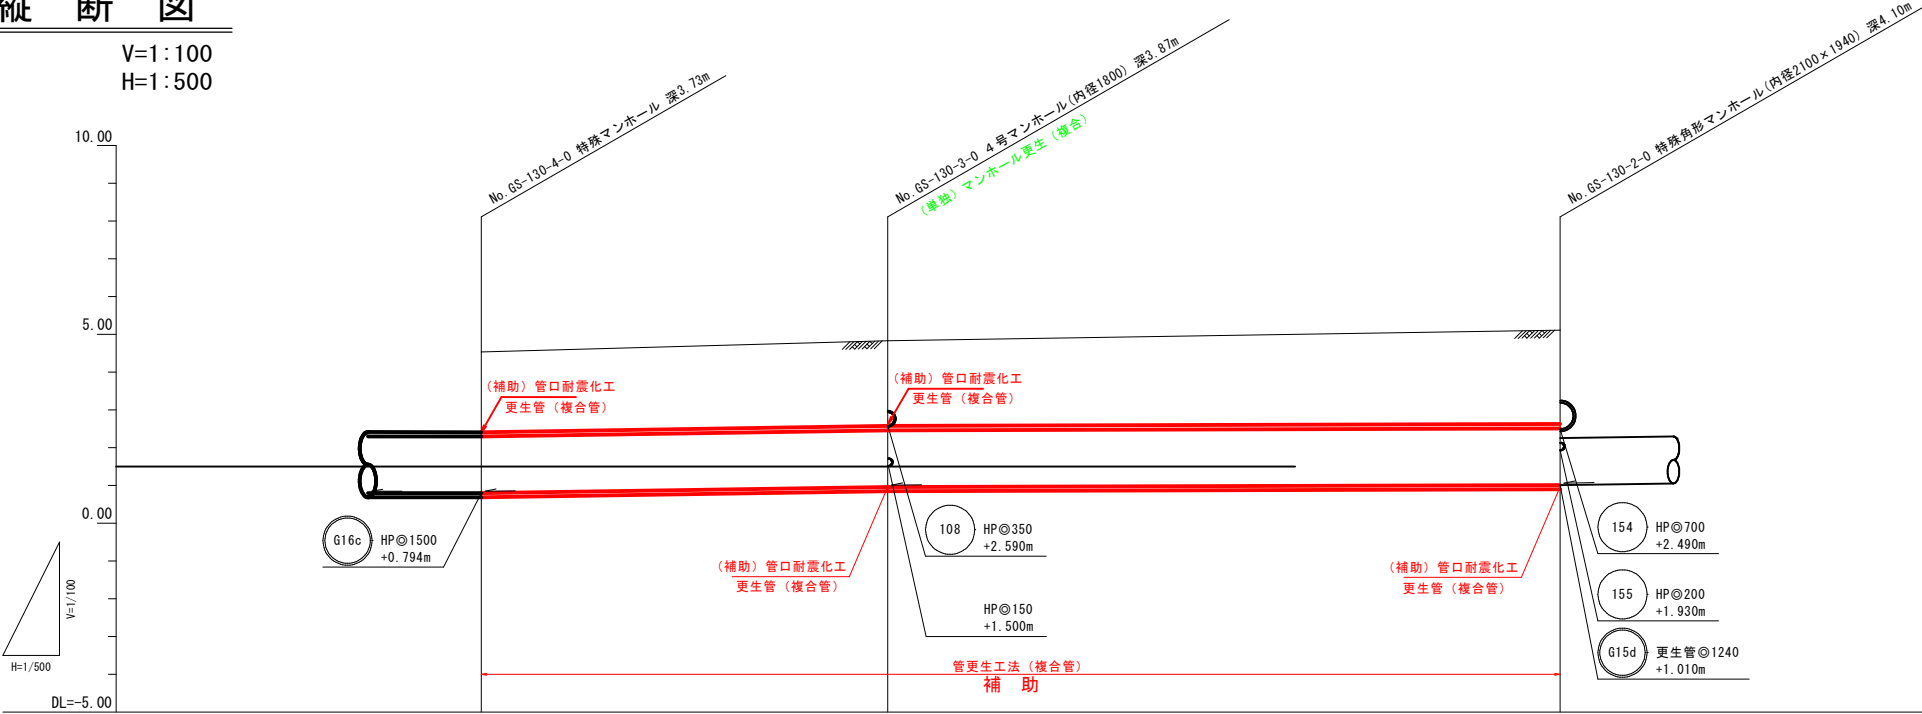 縦 断 図
V=1:100
H=1:500
10.00
5.00
0.00
DL=-5.00
V=1/100
H=1/500
No.GS-130-4-0 特殊マンホール 深3.73m
No.GS-130-3-0 4号マンホール(内径1800) 深3.87m
(単独) マンホール更生 (複合)
No.GS-130-2-0 特殊角形マンホール(内径2100×1940) 深4.10m
(補助) 管口耐震化工
更生管 (複合管)
(補助) 管口耐震化工
更生管 (複合管)
G16c
HP◎1500
+0.794m
(補助) 管口耐震化工
更生管 (複合管)
108
HP◎350
+2.590m
HP◎150
+1.500m
(補助) 管口耐震化工
更生管 (複合管)
154
HP◎700
+2.490m
155
HP◎200
+1.930m
G15d
更生管◎1240
+1.010m
管更生工法 (複合管)
補 助